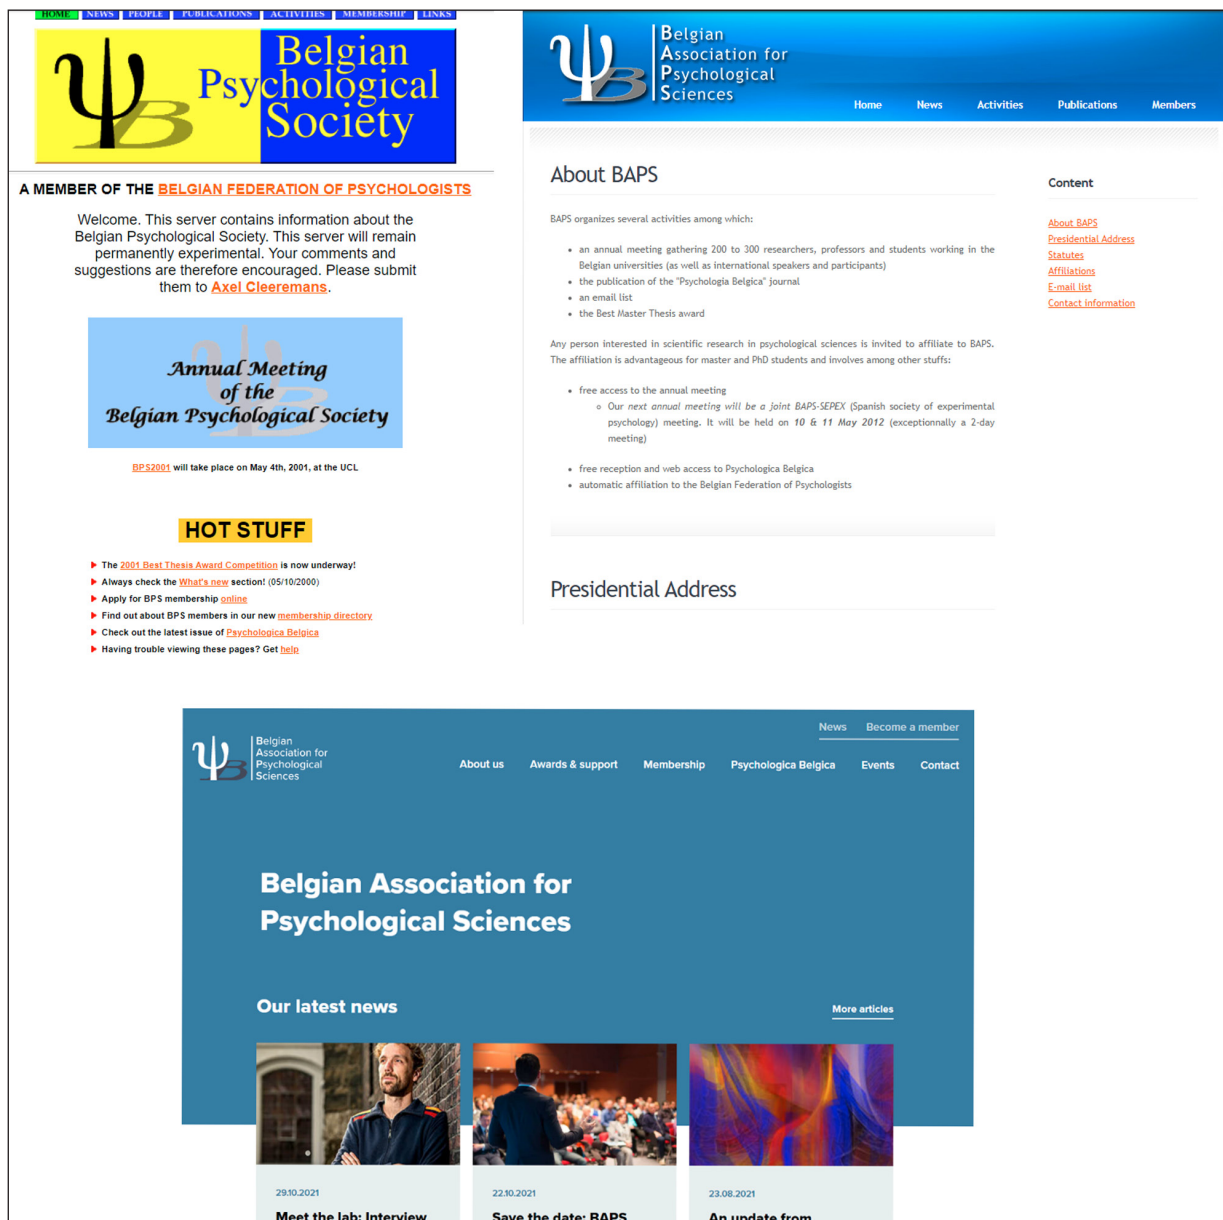 HOME NEWS PEOPLE PUBLICATIONS ACTIVITIES MEMBERSHIP LINKS
Belgian
Psychological
Society
A MEMBER OF THE BELGIAN FEDERATION OF PSYCHOLOGISTS
Welcome. This server contains information about the
Belgian Psychological Society. This server will remain
permanently experimental. Your comments and
suggestions are therefore encouraged. Please submit
them to Axel Cleeremans.
Annual Meeting
of the
Belgian Psychological Society
BPS2001 will take place on May 4th, 2001, at the UCL
HOT STUFF
The 2001 Best Thesis Award Competition is now underway!
Always check the What's new section! (05/10/2000)
Apply for BPS membership online
Find out about BPS members in our new membership directory
Check out the latest issue of Psychologica Belgica
Having trouble viewing these pages? Get help
Belgian
Association for
Psychological
Sciences
Home News Activities Publications Members
About BAPS
BAPS organizes several activities among which:
• an annual meeting gathering 200 to 300 researchers, professors and students working in the
Belgian universities (as well as international speakers and participants)
• the publication of the "Psychologia Belgica" journal
• an email list
• the Best Master Thesis award
Any person interested in scientific research in psychological sciences is invited to affiliate to BAPS.
The affiliation is advantageous for master and PhD students and involves among other stuffs:
• free access to the annual meeting
○ Our next annual meeting will be a joint BAPS-SEPEX (Spanish society of experimental
psychology) meeting. It will be held on 10 & 11 May 2012 (exceptionnally a 2-day
meeting)
• free reception and web access to Psychologica Belgica
• automatic affiliation to the Belgian Federation of Psychologists
Presidential Address
Content
About BAPS
Presidential Address
Statutes
Affiliations
E-mail list
Contact information
Belgian
Association for
Psychological
Sciences
News Become a member
About us Awards & support Membership Psychologica Belgica Events Contact
Belgian Association for
Psychological Sciences
Our latest news
More articles
29.10.2021
Meet the lab: Interview
22.10.2021
Save the date: BAPS
23.08.2021
An update from